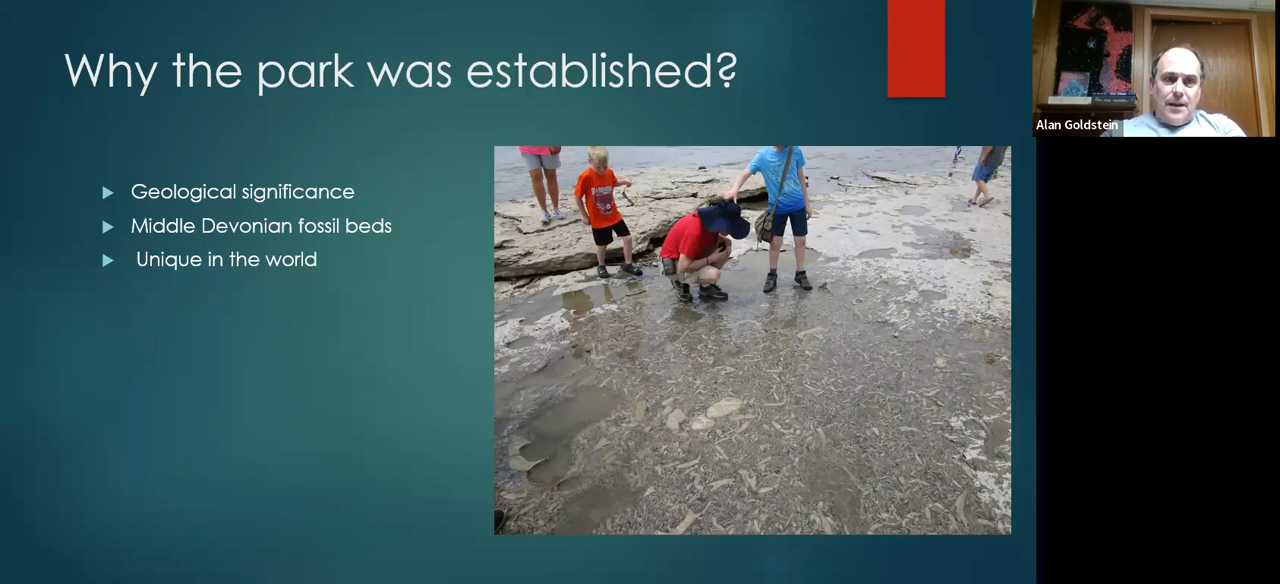 Why the park was established?
Alan Goldstein
Geological significance
Middle Devonian fossil beds
Unique in the world